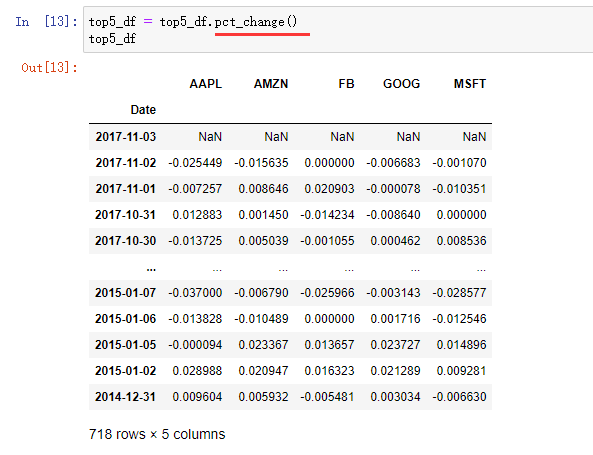 In [13]: top5_df = top5_df.pct_change()
top5_df
Out[13]:
AAPL AMZN FB GOOG MSFT
Date
2017-11-03 NaN NaN NaN NaN NaN
2017-11-02 -0.025449 -0.015635 0.000000 -0.006683 -0.001070
2017-11-01 -0.007257 0.008646 0.020903 -0.000078 -0.010351
2017-10-31 0.012883 0.001450 -0.014234 -0.008640 0.000000
2017-10-30 -0.013725 0.005039 -0.001055 0.000462 0.008536
... ... ... ... ... ...
2015-01-07 -0.037000 -0.006790 -0.025966 -0.003143 -0.028577
2015-01-06 -0.013828 -0.010489 0.000000 0.001716 -0.012546
2015-01-05 -0.000094 0.023367 0.013657 0.023727 0.014896
2015-01-02 0.028988 0.020947 0.016323 0.021289 0.009281
2014-12-31 0.009604 0.005932 -0.005481 0.003034 -0.006630
718 rows × 5 columns